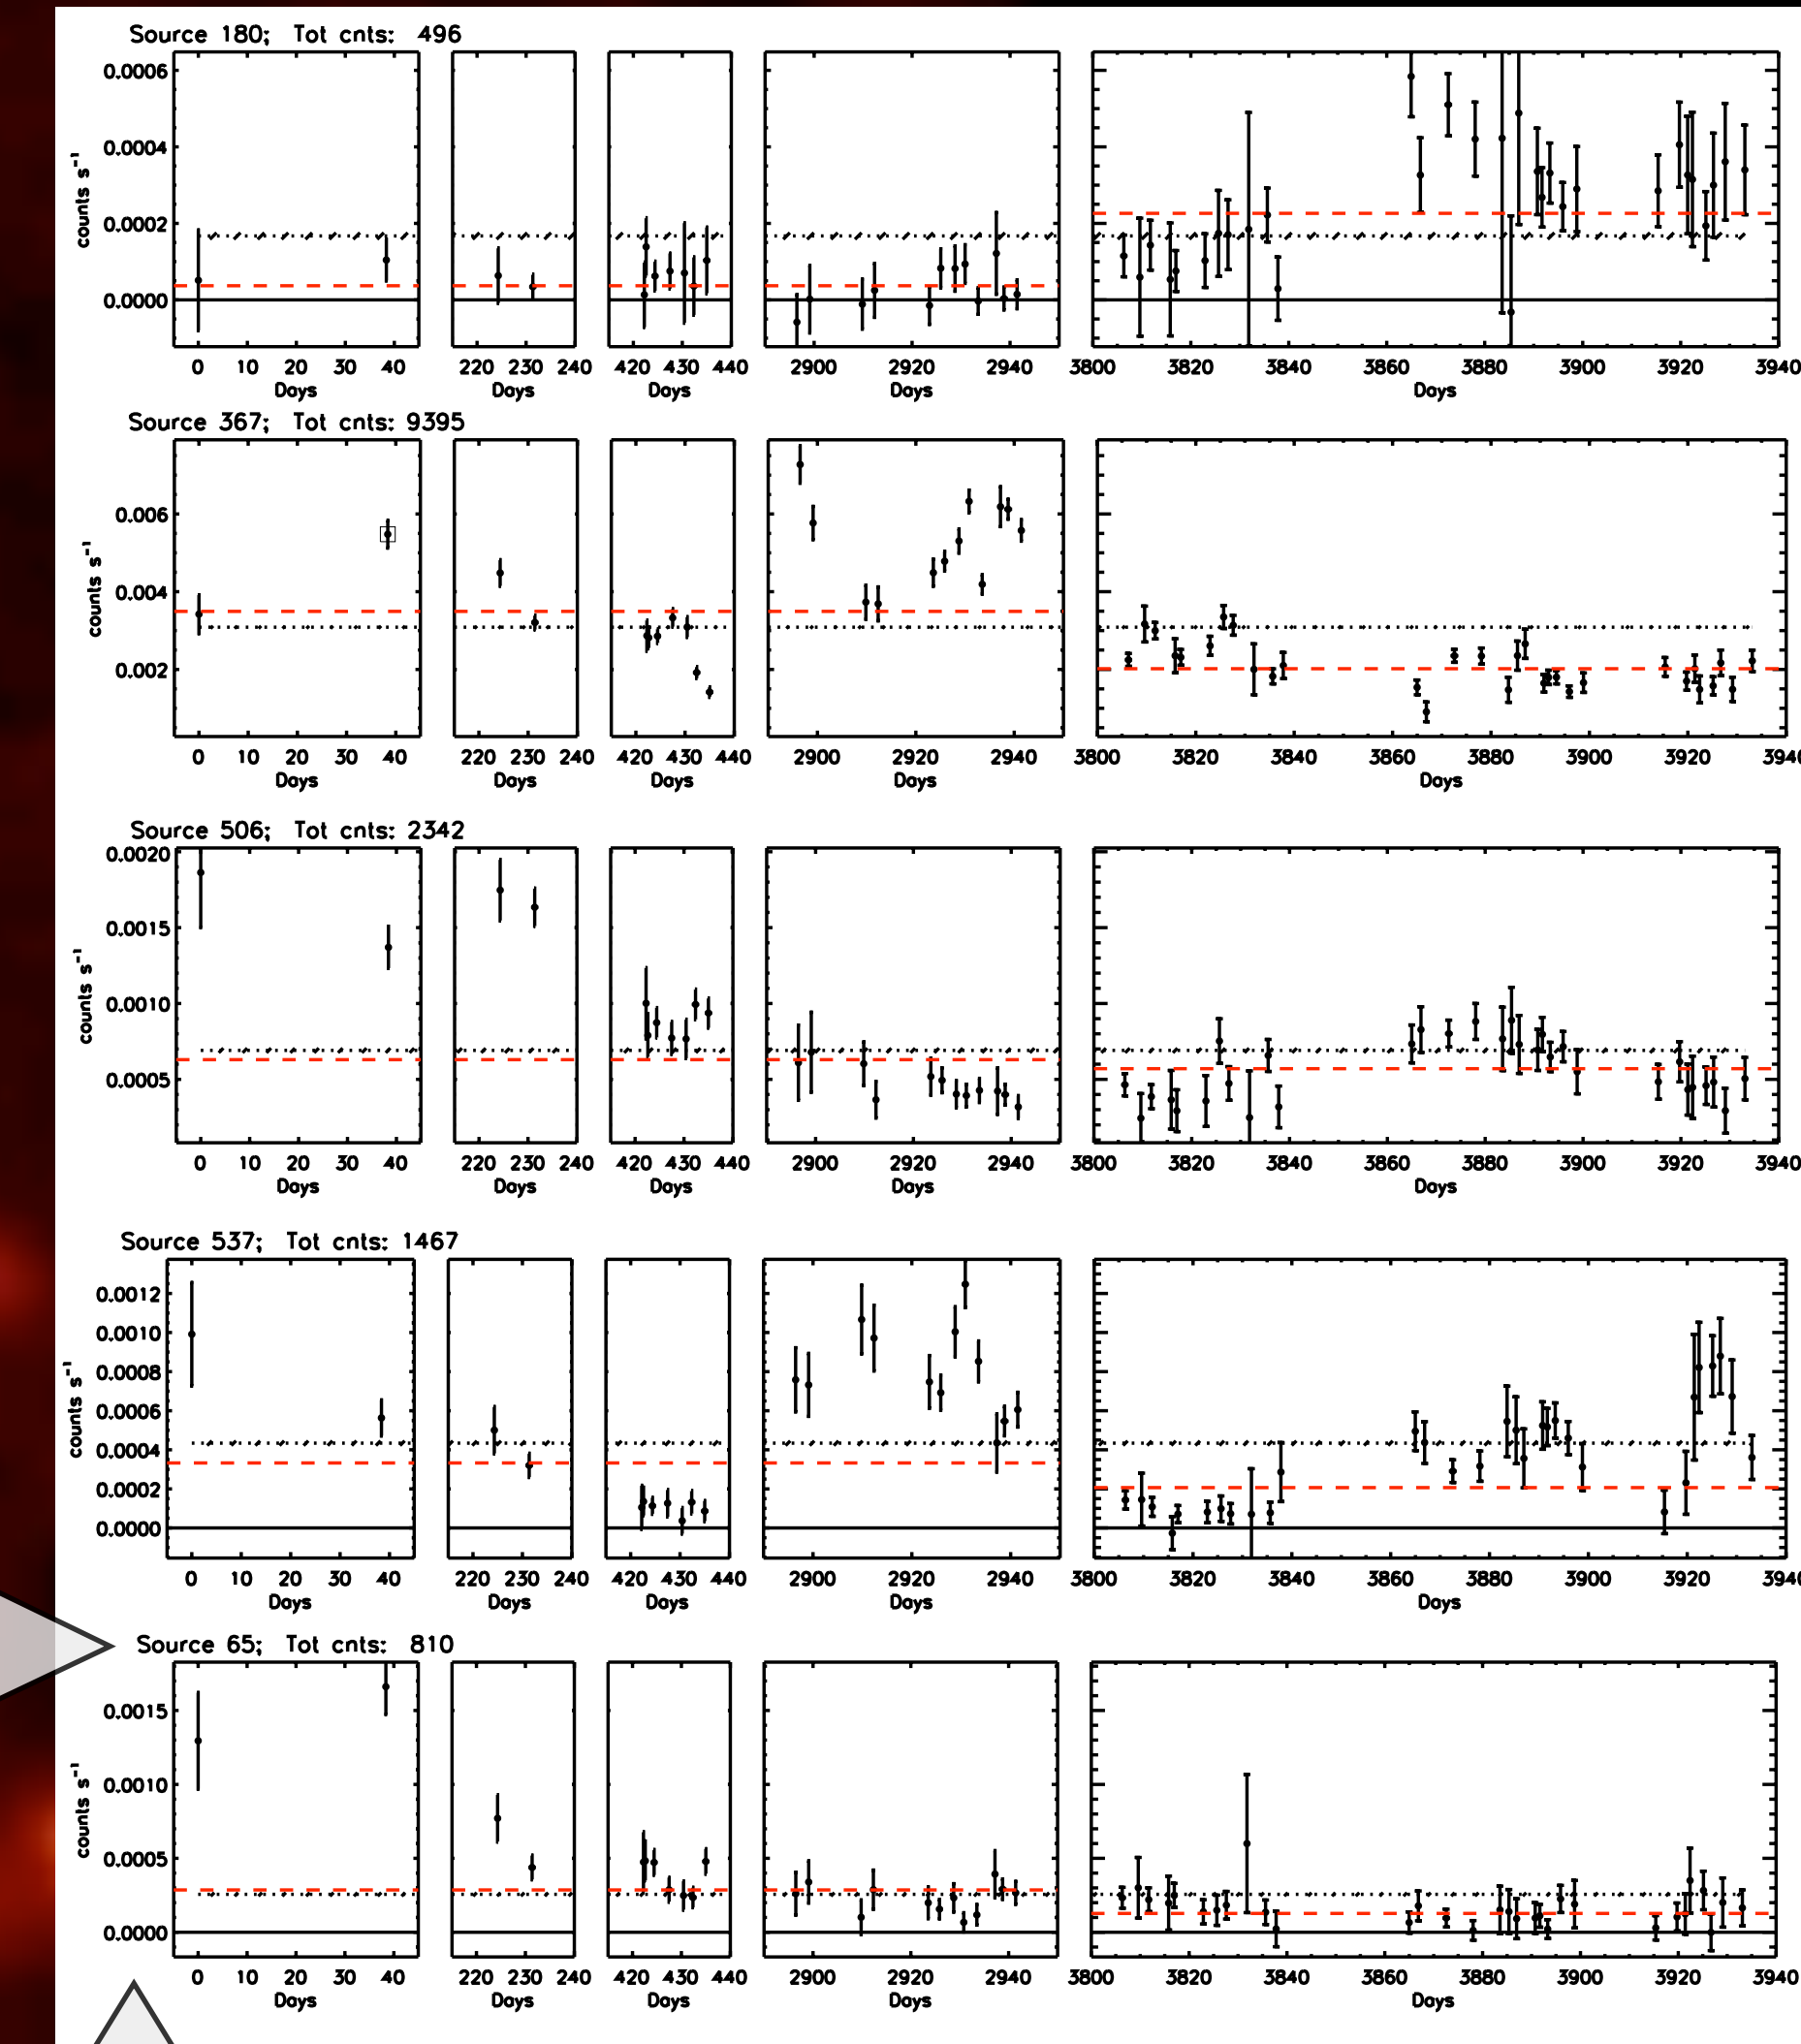 Source 180; Tot cnts: 496
0.0006
0.0004
0.0002
0.0000
counts s⁻¹
0 10 20 30 40 220 230 240 420 430 440 2900 2920 2940 3800 3820 3840 3860 3880 3900 3920 3940
Days Days Days Days Days
Source 367; Tot cnts: 9395
0.006
0.004
0.002
counts s⁻¹
0 10 20 30 40 220 230 240 420 430 440 2900 2920 2940 3800 3820 3840 3860 3880 3900 3920 394
Days Days Days Days Days
Source 506; Tot cnts: 2342
0.0020
0.0015
0.0010
0.0005
counts s⁻¹
0 10 20 30 40 220 230 240 420 430 440 2900 2920 2940 3800 3820 3840 3860 3880 3900 3920 3940
Days Days Days Days Days
Source 537; Tot cnts: 1467
0.0012
0.0010
0.0008
0.0006
0.0004
0.0002
0.0000
counts s⁻¹
0 10 20 30 40 220 230 240 420 430 440 2900 2920 2940 3800 3820 3840 3860 3880 3900 3920 394
Days Days Days Days Days
Source 65; Tot cnts: 810
0.0015
0.0010
0.0005
0.0000
counts s⁻¹
0 10 20 30 40 220 230 240 420 430 440 2900 2920 2940 3800 3820 3840 3860 3880 3900 3920 3940
Days Days Days Days Days